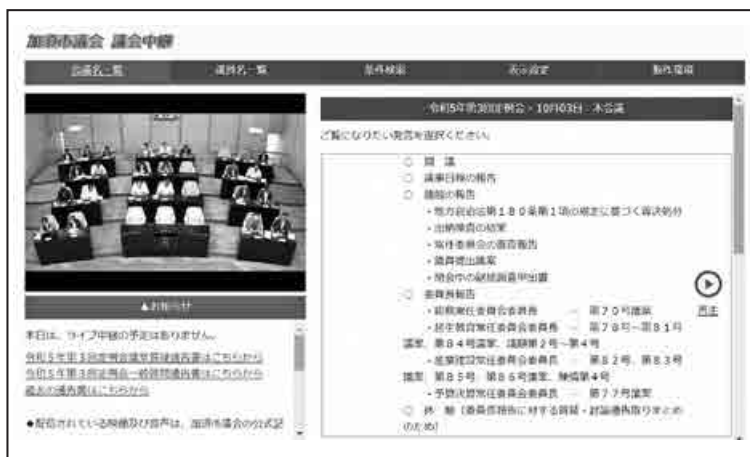 加須市議会 議会中継
会議名一覧
議員名一覧
条件検索
表示設定
動作環境
令和5年第3回定例会・10月03日 本会議
ご覧になりたい発言を選択ください。
○ 開 議
○ 議事日程の報告
○ 諸般の報告
・地方自治法第180条第1項の規定に基づく専決処分
・出納検査の結果
・常任委員会の審査報告
・議員提出議案
・閉会中の継続調査申出書
○ 委員長報告
・総務常任委員会委員長 － 第70号議案
・民生教育常任委員会委員長 － 第78号～第81号
議案、第84号議案、議願第2号～第4号
・産業建設常任委員会委員長 － 第82号、第83号
議案、第85号、第86号議案、陳情第4号
・予算決算常任委員会委員長 － 第77号議案
○ 休 憩（委員長報告に対する質疑・討論通告取りまとめ
のため）
再生
▲お知らせ
本日は、ライブ中継の予定はありません。
令和5年第3回定例会議案質疑通告書はこちらから
令和5年第3回定例会一般質問通告書はこちらから
過去の通告書はこちらから
◆配信されている映像及び音声は、加須市議会の公式記